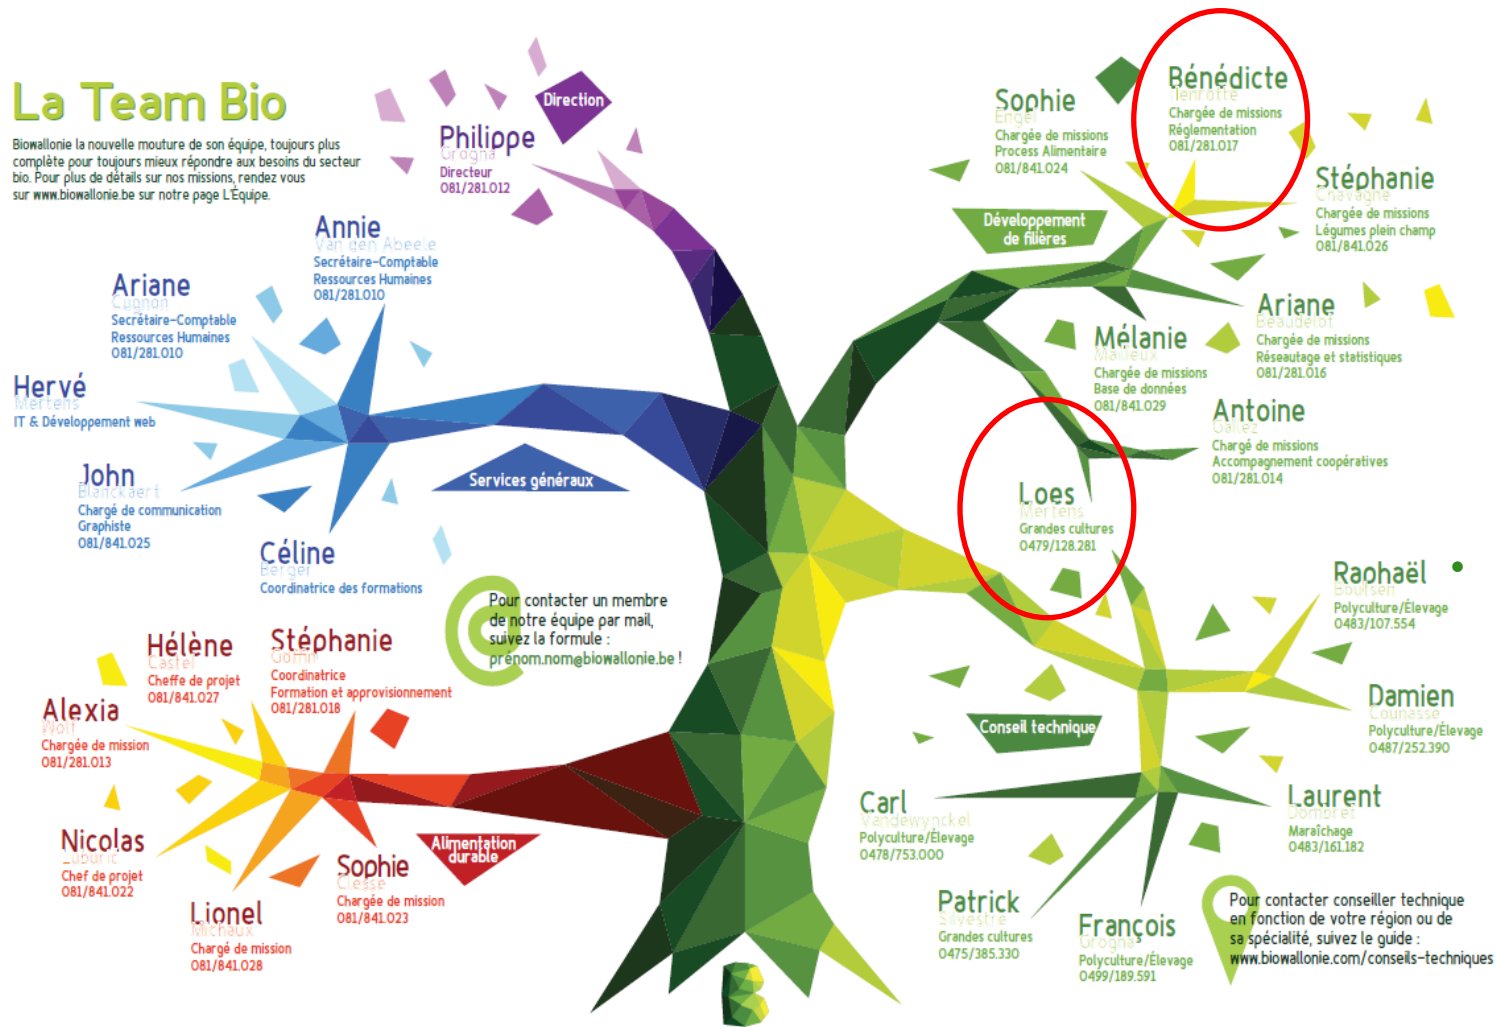 La Team Bio
Biowallonie la nouvelle mouture de son équipe, toujours plus
complète pour toujours mieux répondre aux besoins du secteur
bio. Pour plus de détails sur nos missions, rendez vous
sur www.biowallonie.be sur notre page L'Équipe.
Direction
Philippe
Grogna
Directeur
081/281.012
Annie
Van den Abeele
Secrétaire-Comptable
Ressources Humaines
081/281.010
Ariane
Cugnon
Secrétaire-Comptable
Ressources Humaines
081/281.010
Hervé
Mertens
IT & Développement web
John
Blanckaert
Chargé de communication
Graphiste
081/841.025
Céline
Berger
Coordinatrice des formations
Services généraux
Pour contacter un membre
de notre équipe par mail,
suivez la formule :
prénom.nom@biowallonie.be !
Hélène
Castel
Cheffe de projet
081/841.027
Stéphanie
Goffin
Coordinatrice
Formation et approvisionnement
081/281.018
Alexia
Wolf
Chargée de mission
081/281.013
Nicolas
Luburic
Chef de projet
081/841.022
Lionel
Michaux
Chargé de mission
081/841.028
Sophie
Clesse
Chargée de mission
081/841.023
Alimentation
durable
Sophie
Engel
Chargée de missions
Process Alimentaire
081/841.024
Bénédicte
Henrotte
Chargée de missions
Réglementation
081/281.017
Stéphanie
Chavagne
Chargée de missions
Légumes plein champ
081/841.026
Développement
de filières
Ariane
Beaudelot
Chargée de missions
Réseautage et statistiques
081/281.016
Mélanie
Mailleux
Chargée de missions
Base de données
081/841.029
Antoine
Gallez
Chargé de missions
Accompagnement coopératives
081/281.014
Loes
Mertens
Grandes cultures
0479/128.281
Raphaël
Boutsen
Polyculture/Élevage
0483/107.554
Damien
Counasse
Polyculture/Élevage
0487/252.390
Conseil technique
Laurent
Dombret
Maraîchage
0483/161.182
Carl
Vandewynckel
Polyculture/Élevage
0478/753.000
Patrick
Silvestre
Grandes cultures
0475/385.330
François
Grogna
Polyculture/Élevage
0499/189.591
Pour contacter conseiller technique
en fonction de votre région ou de
sa spécialité, suivez le guide :
www.biowallonie.com/conseils-techniques
B